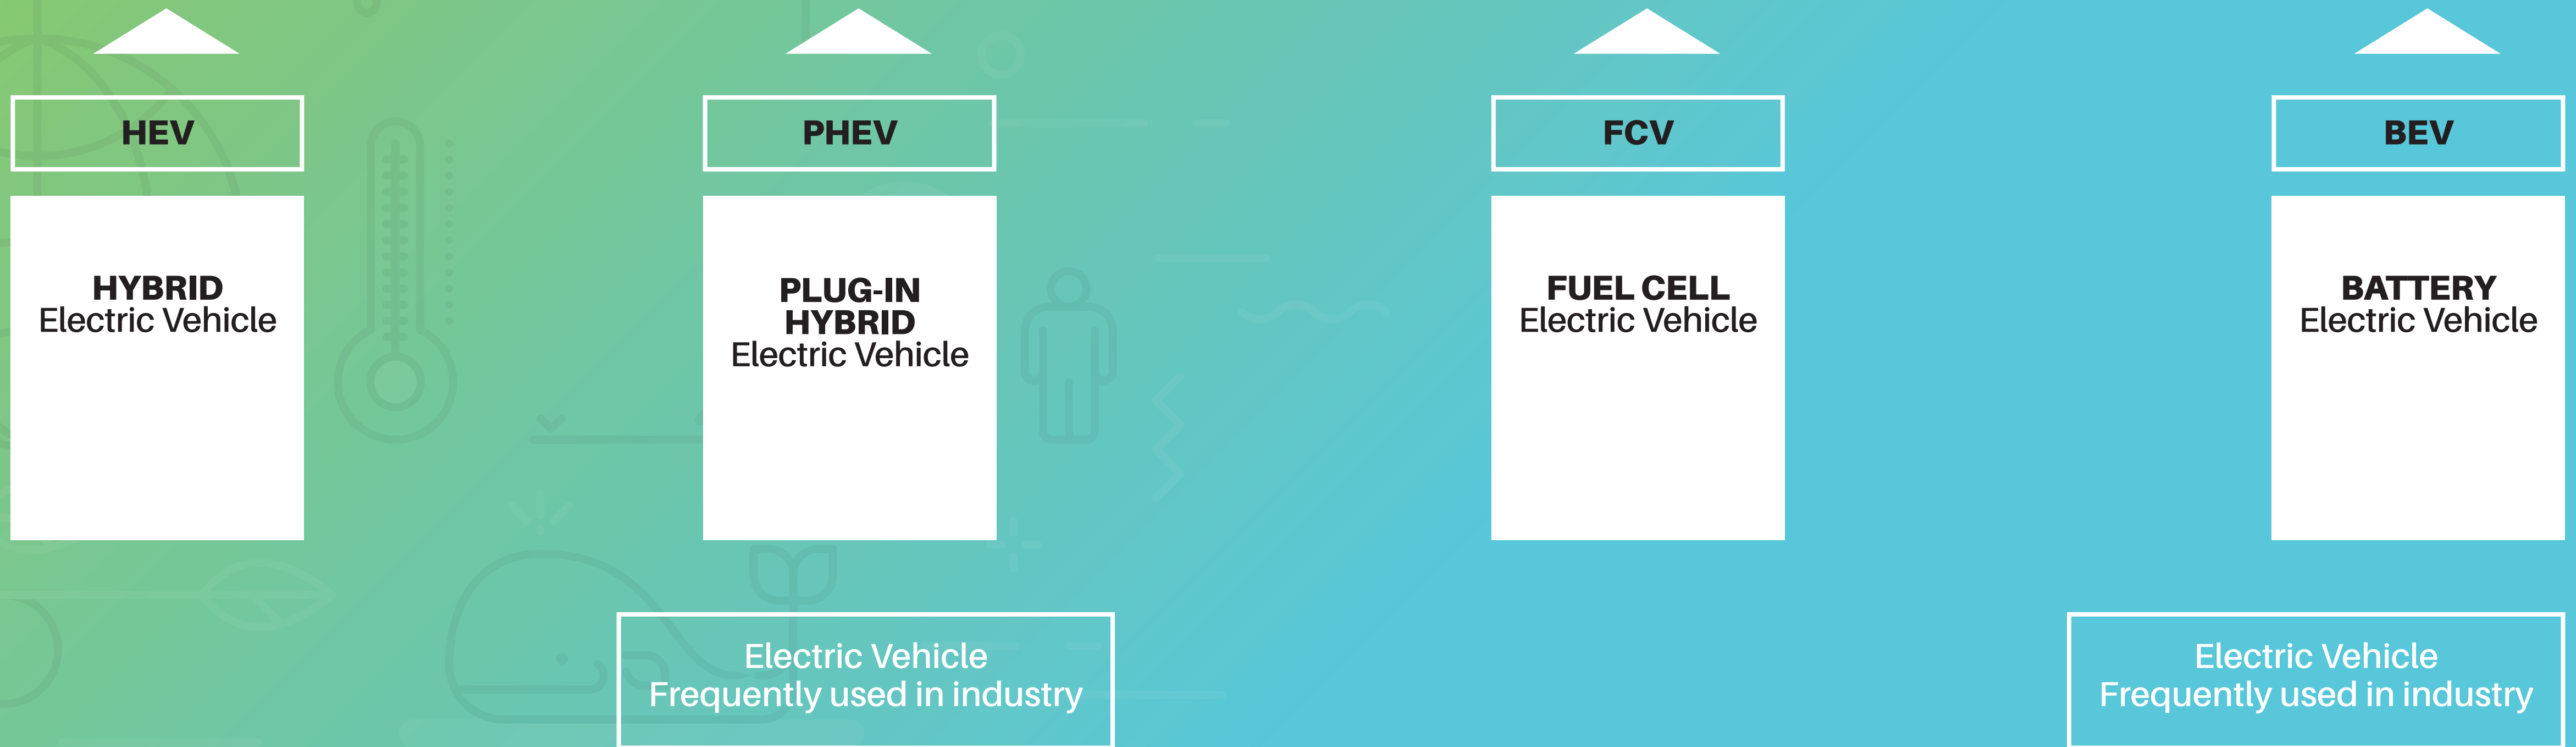 HEV
PHEV
FCV
BEV
HYBRID
Electric Vehicle
PLUG-IN
HYBRID
Electric Vehicle
FUEL CELL
Electric Vehicle
BATTERY
Electric Vehicle
Electric Vehicle
Frequently used in industry
Electric Vehicle
Frequently used in industry